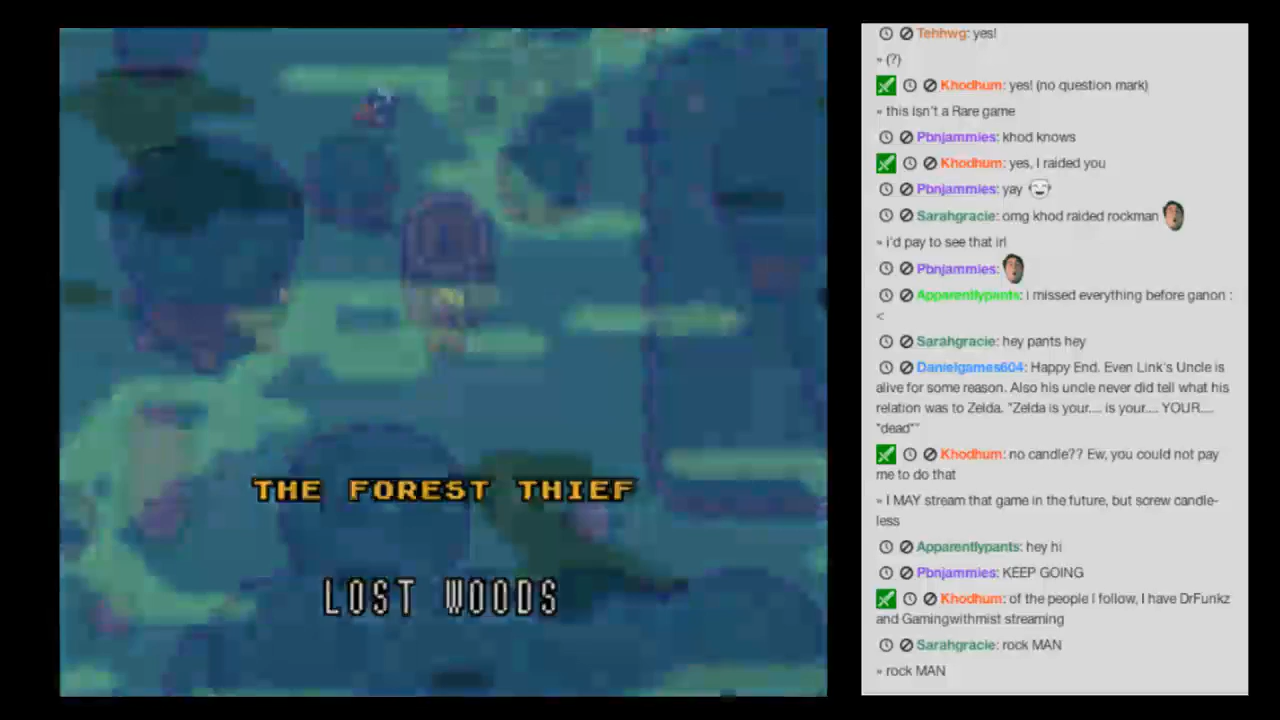 THE FOREST THIEF
LOST WOODS
Tehhwg: yes!
» (?)
Khodhum: yes! (no question mark)
» this isn't a Rare game
Pbnjammies: khod knows
Khodhum: yes, I raided you
Pbnjammies: yay
Sarahgracie: omg khod raided rockman
» i'd pay to see that irl
Pbnjammies:
Apparentlypants: i missed everything before ganon :
<
Sarahgracie: hey pants hey
Danielgames604: Happy End. Even Link's Uncle is
alive for some reason. Also his uncle never did tell what his
relation was to Zelda. "Zelda is your.... is your.... YOUR....
*dead*"
Khodhum: no candle?? Ew, you could not pay
me to do that
» I MAY stream that game in the future, but screw candle-
less
Apparentlypants: hey hi
Pbnjammies: KEEP GOING
Khodhum: of the people I follow, I have DrFunkz
and Gamingwithmist streaming
Sarahgracie: rock MAN
» rock MAN